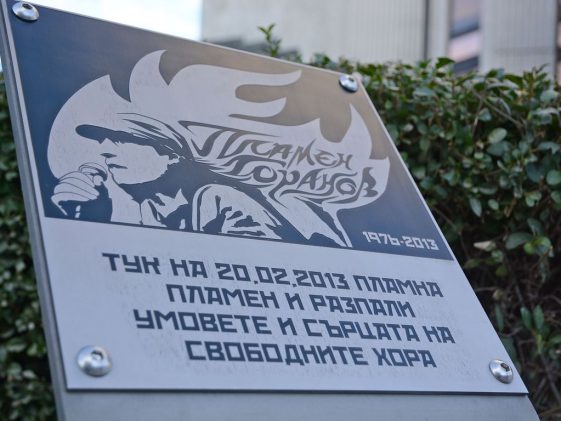 ПЛАМЕН
ГОРАНОВ
1976-2013
ТУК НА 20.02.2013 ПЛАМНА
ПЛАМЕН И РАЗПАЛИ
УМОВЕТЕ И СЪРЦАТА НА
СВОБОДНИТЕ ХОРА